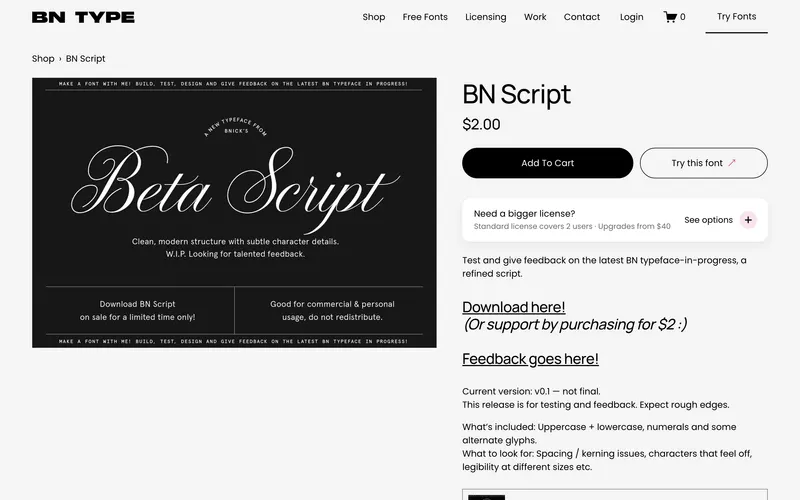 BN TYPE
Shop Free Fonts Licensing Work Contact Login 0 Try Fonts
Shop › BN Script
MAKE A FONT WITH ME! BUILD, TEST, DESIGN AND GIVE FEEDBACK ON THE LATEST BN TYPEFACE IN PROGRESS!
A NEW TYPEFACE FROM
BNICK'S
Beta Script
Clean, modern structure with subtle character details.
W.I.P. Looking for talented feedback.
Download BN Script
on sale for a limited time only!
Good for commercial & personal
usage, do not redistribute.
MAKE A FONT WITH ME! BUILD, TEST, DESIGN AND GIVE FEEDBACK ON THE LATEST BN TYPEFACE IN PROGRESS!
BN Script
$2.00
Add To Cart
Try this font ↗
Need a bigger license?
Standard license covers 2 users · Upgrades from $40
See options +
Test and give feedback on the latest BN typeface-in-progress, a
refined script.
Download here!
(Or support by purchasing for $2 :)
Feedback goes here!
Current version: v0.1 — not final.
This release is for testing and feedback. Expect rough edges.
What's included: Uppercase + lowercase, numerals and some
alternate glyphs.
What to look for: Spacing / kerning issues, characters that feel off,
legibility at different sizes etc.